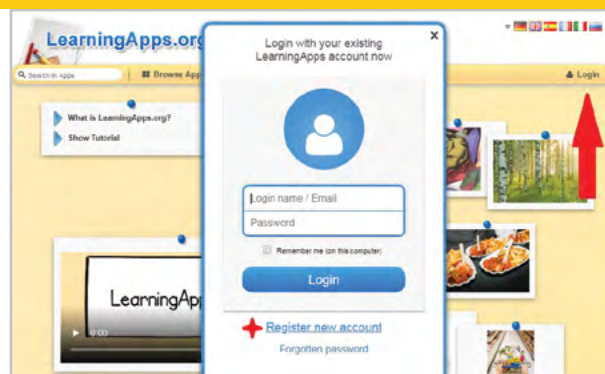 LearningApps.org
Search in Apps
Browse App
Login
What is LearningApps.org?
Show Tutorial
Login with your existing
LearningApps account now
x
Login name / Email
Password
Remember me (on this computer)
Login
Register new account
Forgotten password
LearningAp
0:00